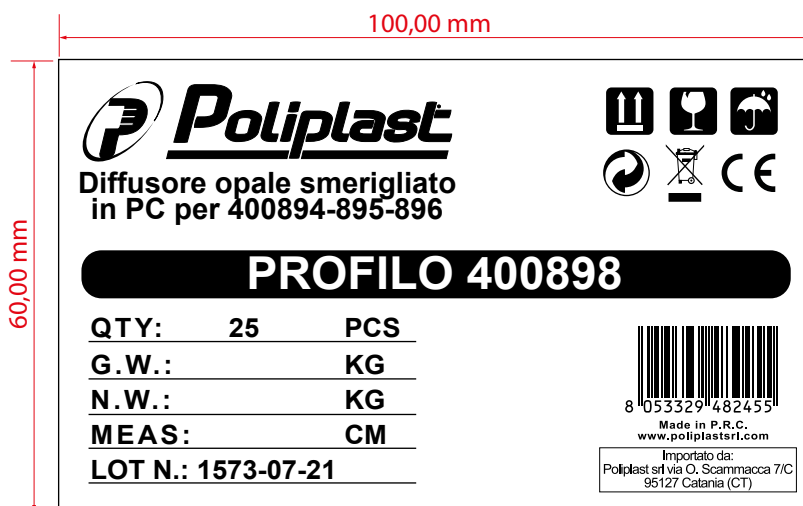 100,00 mm
60,00 mm
Poliplast
Diffusore opale smerigliato
in PC per 400894-895-896
CE
PROFILO 400898
QTY: 25 PCS
G.W.: KG
N.W.: KG
MEAS: CM
LOT N.: 1573-07-21
8 053329 482455
Made in P.R.C.
www.poliplastsrl.com
Importato da:
Poliplast srl via O. Scammacca 7/C
95127 Catania (CT)